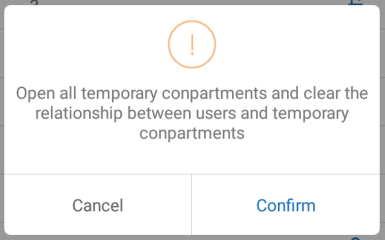 Open all temporary conpartments and clear the
relationship between users and temporary
conpartments
Cancel
Confirm